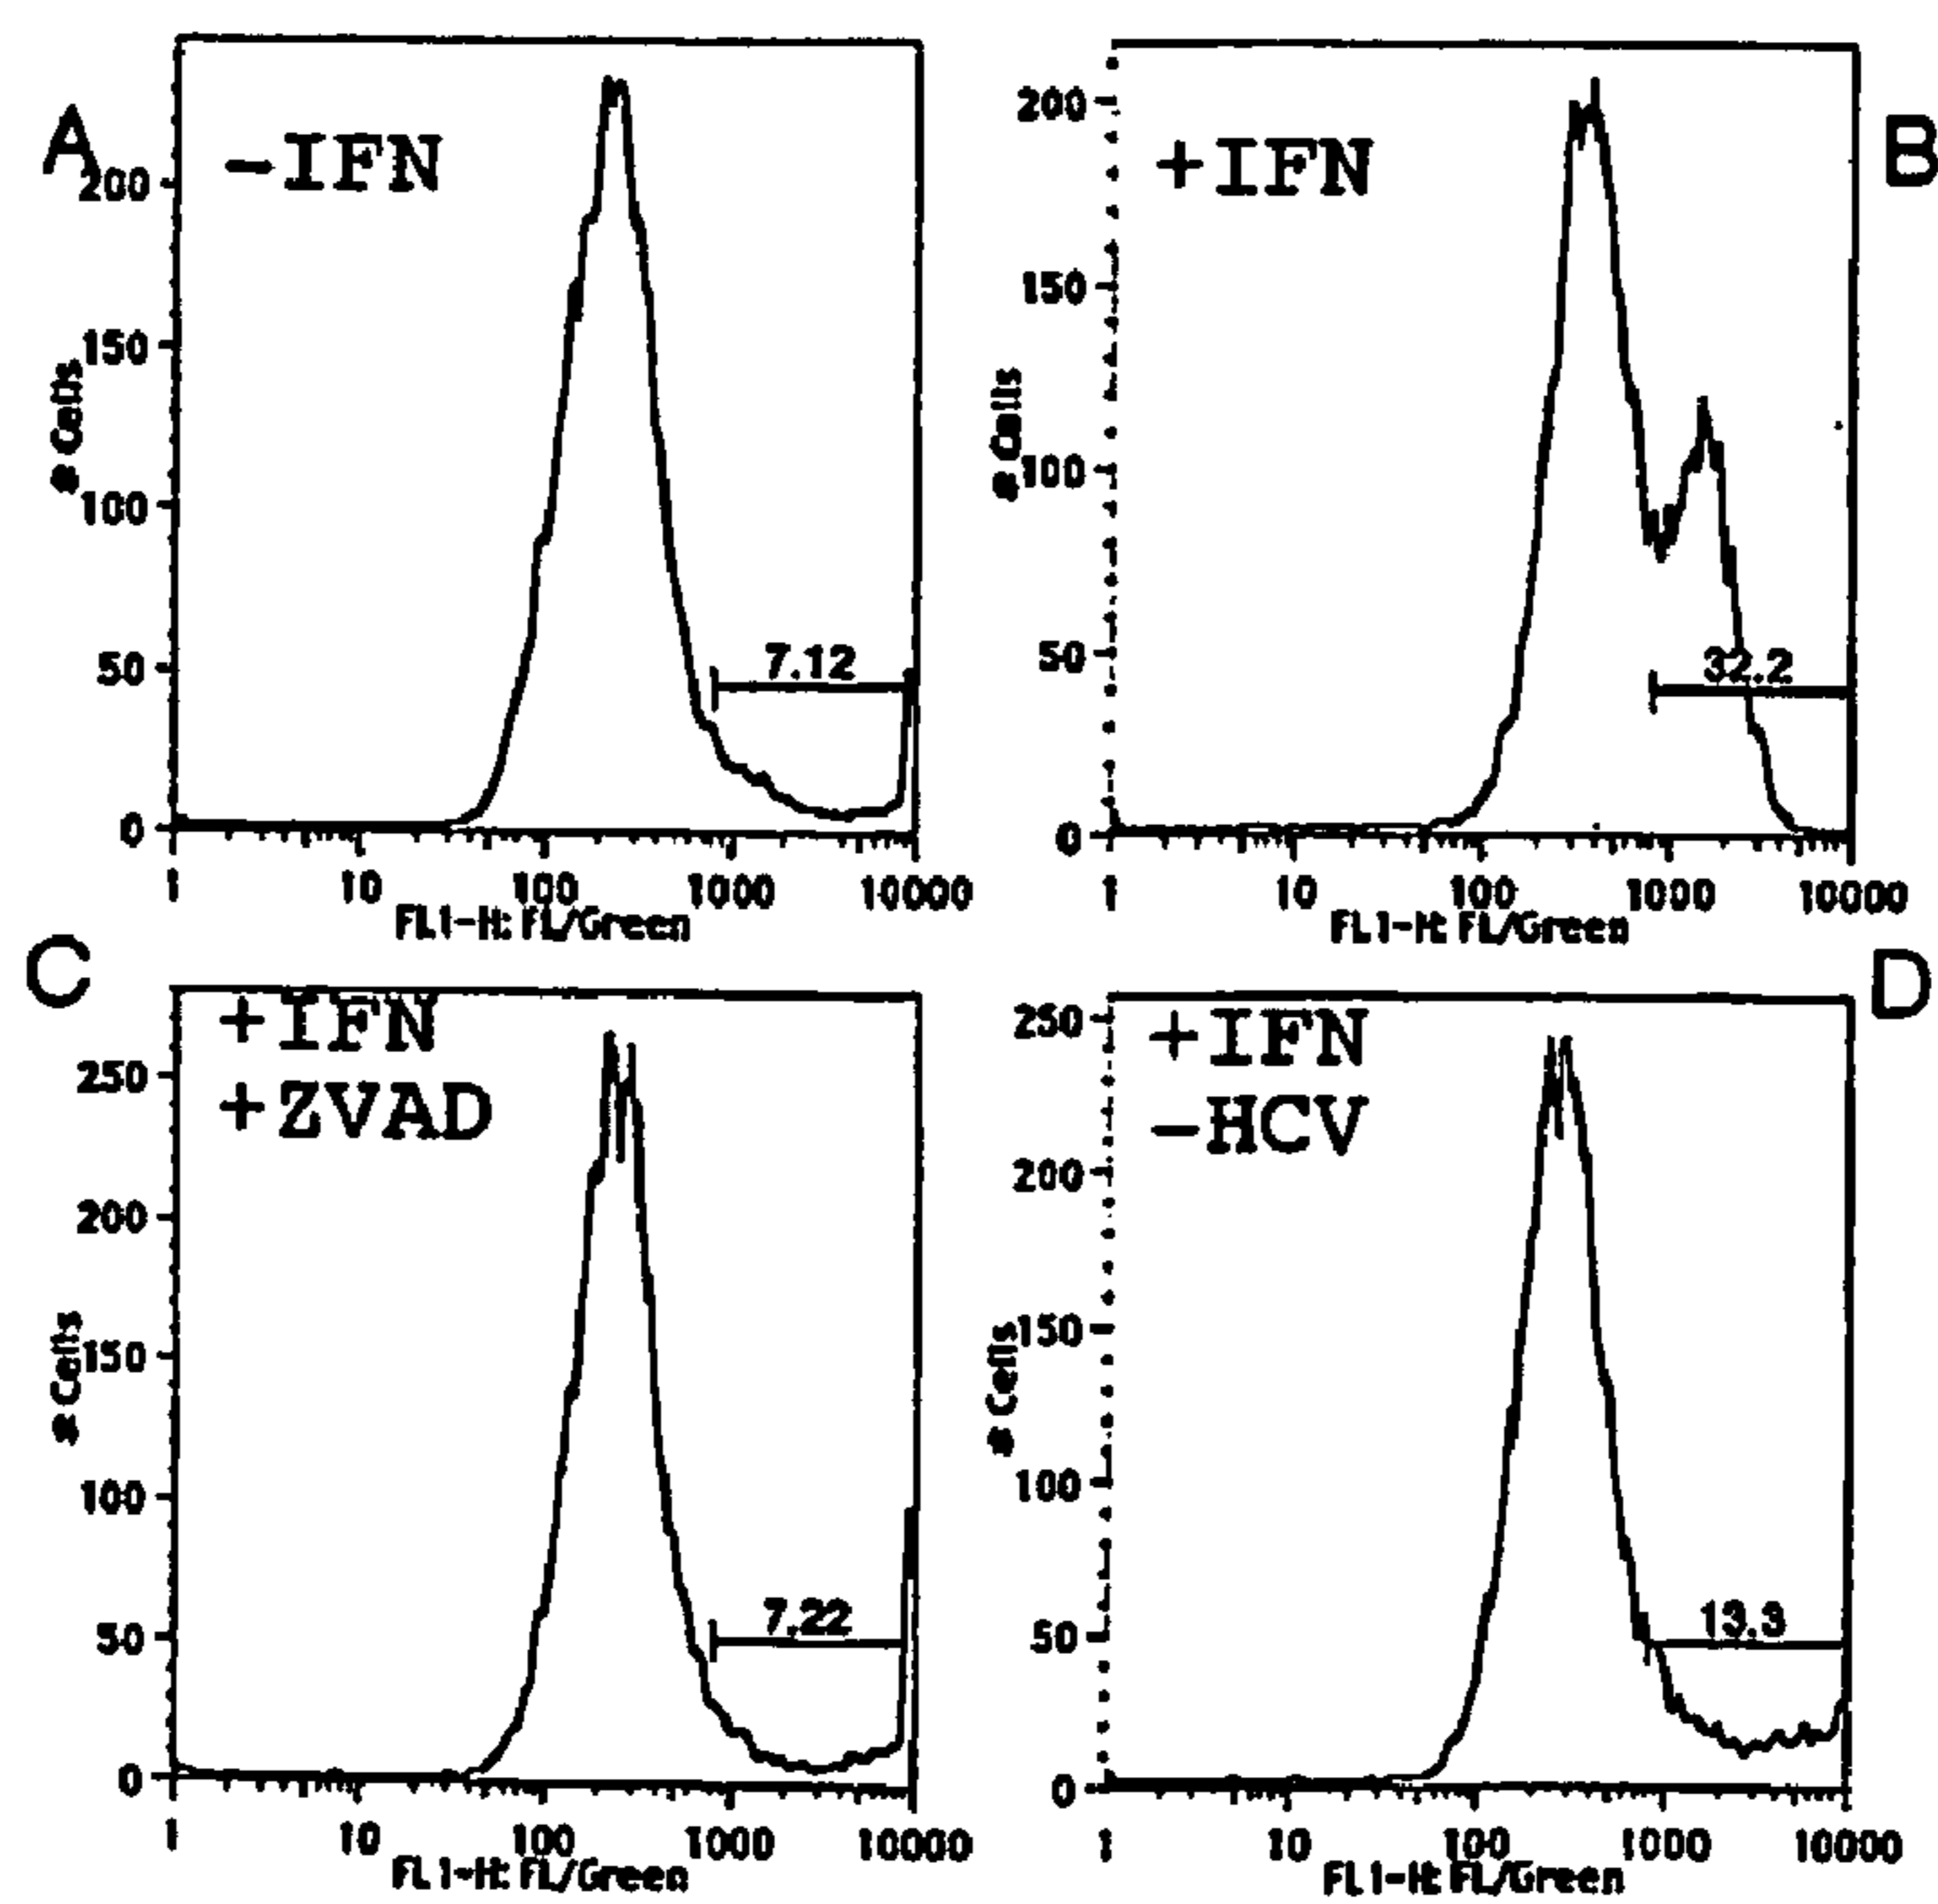 A
-IFN
200
150
100
50
0
# cells
7.12
1 10 100 1000 10000
FL1-H: FL/Green
B
+IFN
200
150
100
50
0
# cells
32.2
1 10 100 1000 10000
FL1-H: FL/Green
C
+IFN
+ZVAD
250
200
150
100
50
0
# Cells
7.22
1 10 100 1000 10000
FL1-H: FL/Green
D
+IFN
-HCV
250
200
150
100
50
0
# Cells
13.3
1 10 100 1000 10000
FL1-H: FL/Green